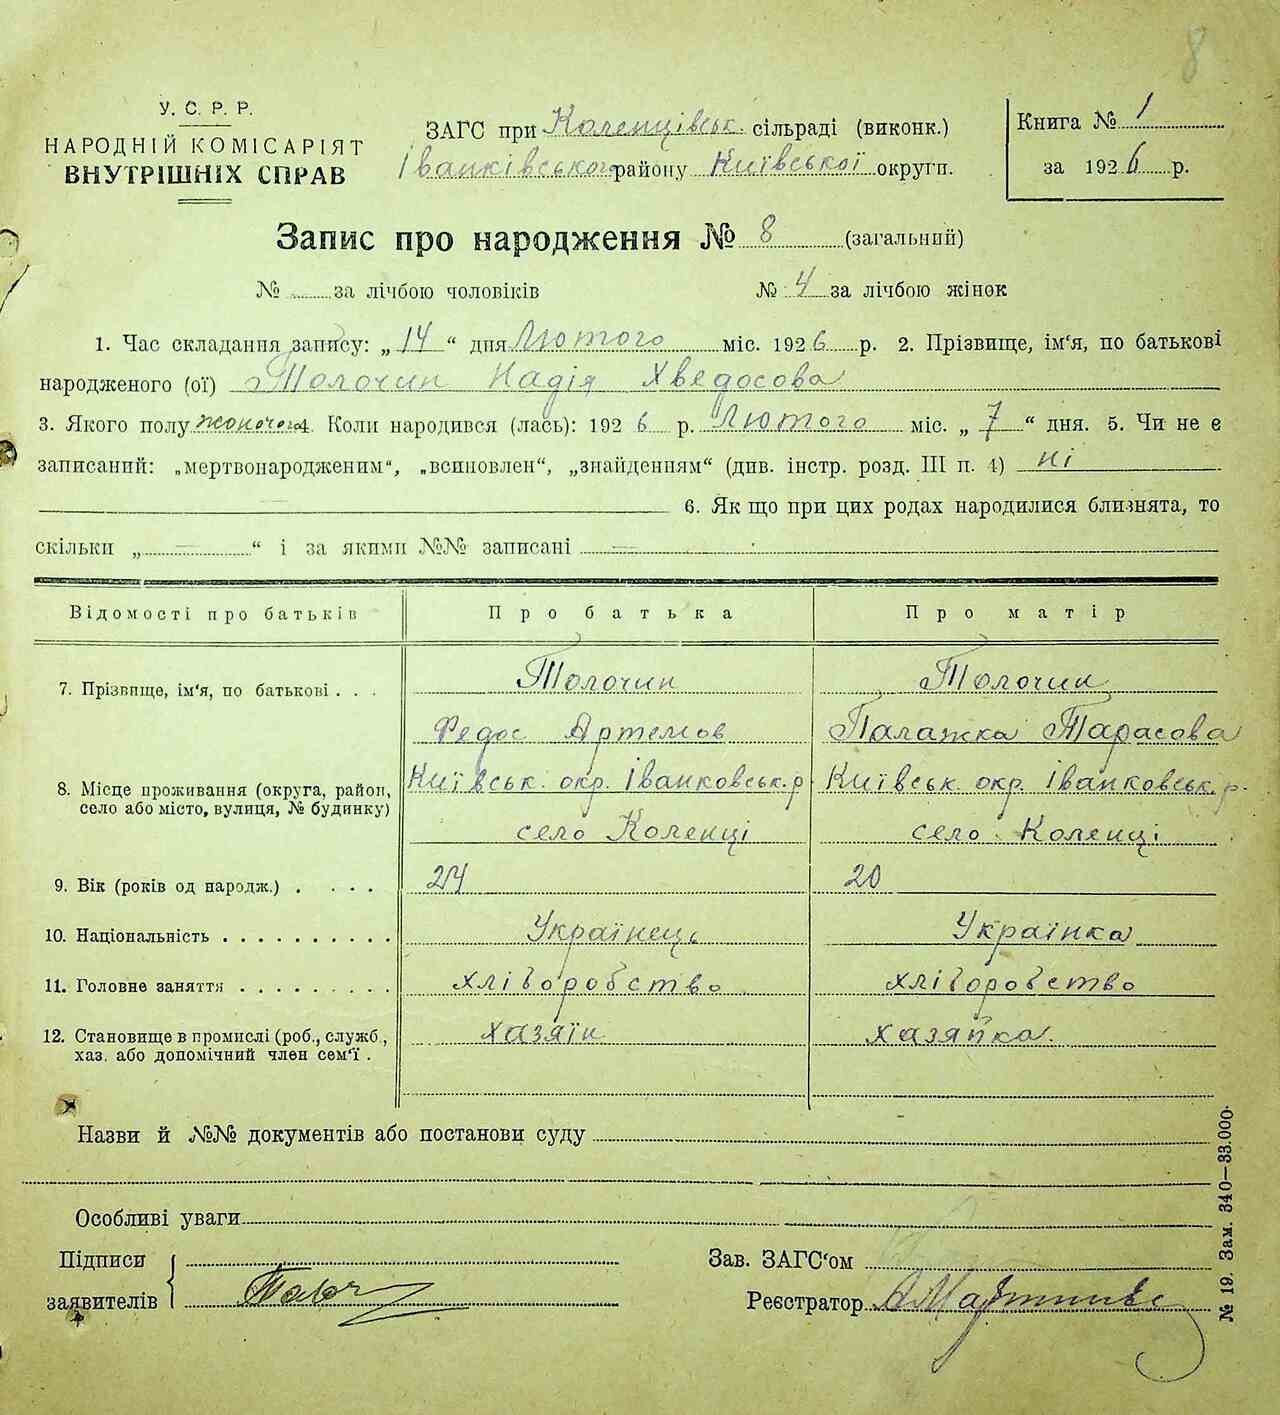 8
У. С. Р. Р.
НАРОДНІЙ КОМІСАРІЯТ
ВНУТРІШНІХ СПРАВ
ЗАГС при Коленцівськ. сільраді (виконк.)
Іванківського району Київської округи.
Книга № 1
за 1926 р.
Запис про народження № 8 (загальний)
№ за лічбою чоловіків № 4 за лічбою жінок
1. Час складання запису: „14“ дня Лютого міс. 1926 р. 2. Прізвище, ім‘я, по батькові
народженого (ої) Толочин Надія Хведосова
3. Якого полу жоночого 4. Коли народився (лась): 1926 р. Лютого міс. „7“ дня. 5. Чи не є
записаний: „мертвонародженим“, „всиновлен“, „знайденням“ (див. інстр. розд. III п. 4) ні
6. Як що при цих родах народилися близнята, то
скільки „ — “ і за якими №№ записані —
Відомості про батьків Про батька Про матір
7. Прізвище, ім‘я, по батькові . . . Толочин Толочин
Федос Артемов Палажка Тарасова
8. Місце проживання (округа, район, село або місто, вулиця, № будинку) Київськ. окр. Іванковськ. р. Київськ. окр. Іванковськ. р.
село Коленці село Коленці
9. Вік (років од народж.) . . . . 24 20
10. Національність . . . . . . . . . . Українець Українка
11. Головне заняття . . . . . . . . . хліборобство хліборобство
12. Становище в промислі (роб., служб., хазяїн хазяйка.
хаз. або допомічний член сем‘ї .
Назви й №№ документів або постанови суду
Особливі уваги
Підписи
заявителів
Зав. ЗАГС‘ом
Реєстратор
№ 19. Зам. 340—33.000.